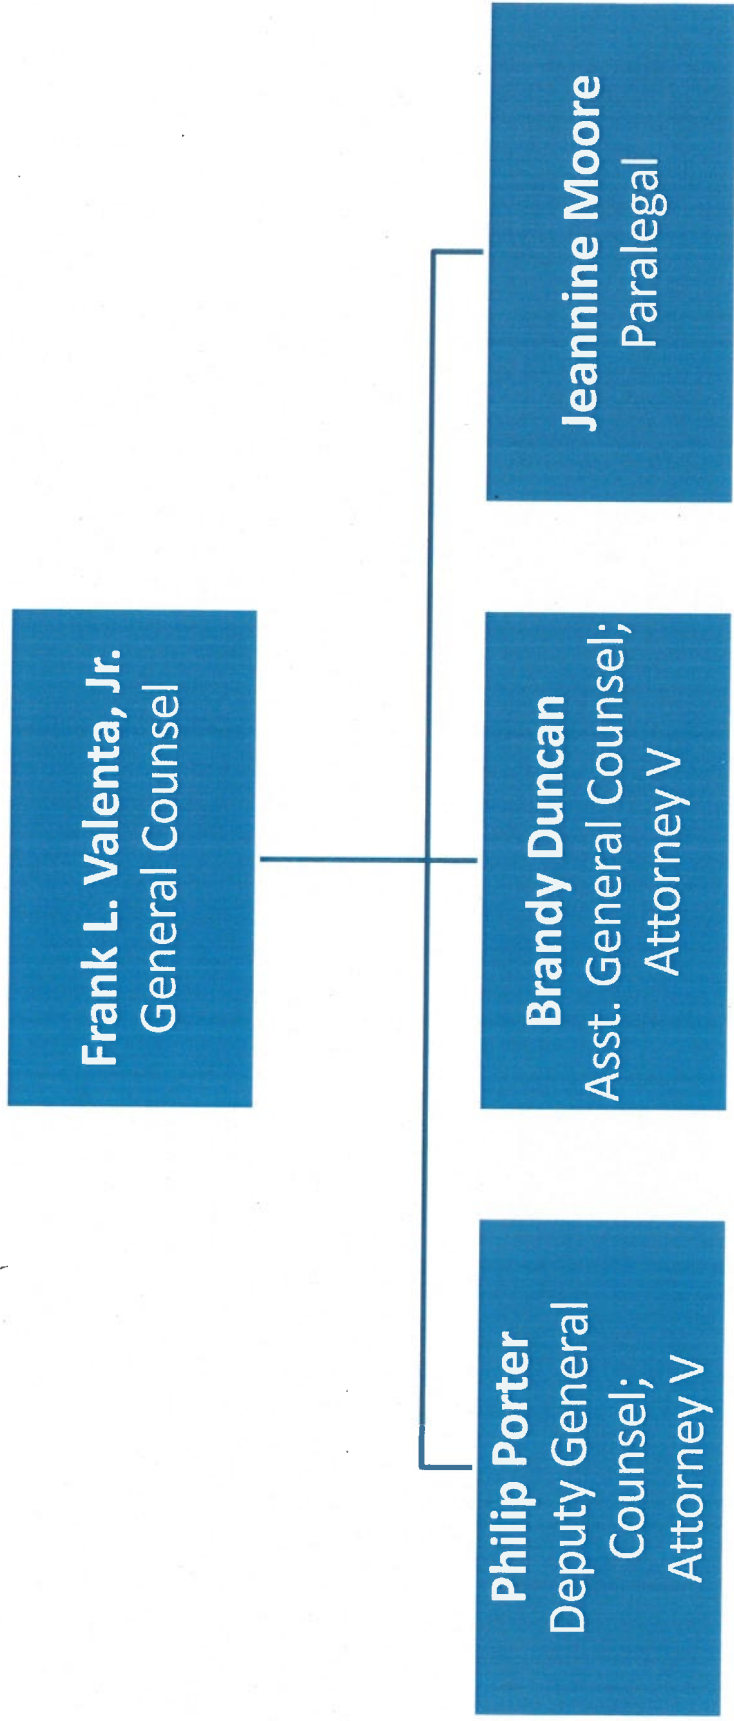 Frank L. Valenta, Jr.
General Counsel
Philip Porter
Deputy General
Counsel;
Attorney V
Brandy Duncan
Asst. General Counsel;
Attorney V
Jeannine Moore
Paralegal